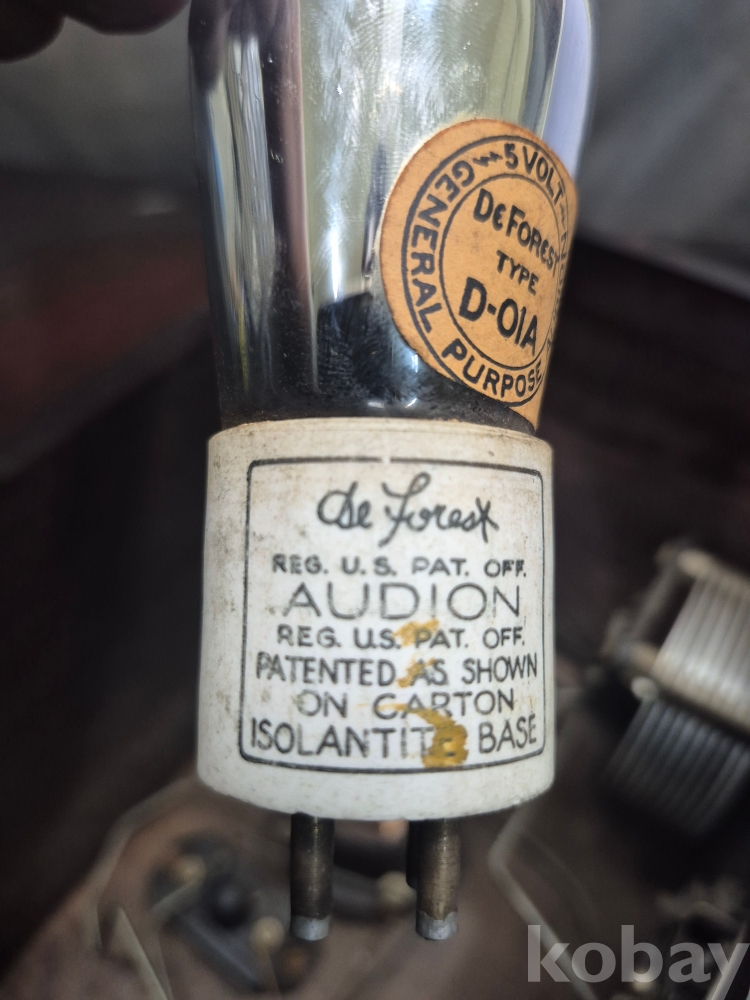 GENERAL PURPOSE
5 VOLT
DEFOREST
TYPE
D-01A
de Forest
REG. U.S. PAT. OFF.
AUDION
REG. U.S. PAT. OFF.
PATENTED AS SHOWN
ON CARTON
ISOLANTITE BASE
kobay